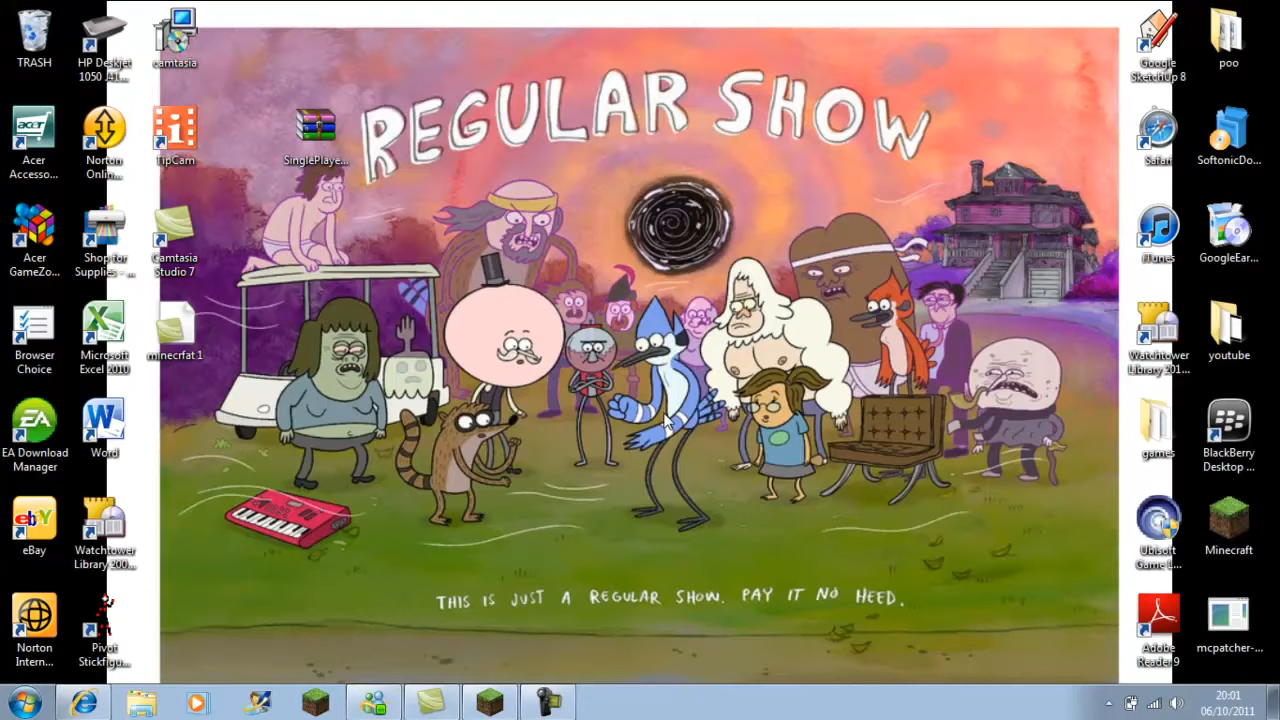 TRASH
HP Deskjet
1050 J41...
camtasia
acer
Acer
Accesso...
Norton
Onlin...
flipCam
SinglePlaye...
REGULAR SHOW
Acer
GameZo...
Shop for
Supplies - ...
Camtasia
Studio 7
Browser
Choice
Microsoft
Excel 2010
minecrfat 1
EA
EA Download
Manager
W
Word
ebY
eBay
Watchtower
Library 200...
Norton
Intern...
Pivot
Stickfigu...
THIS IS JUST A REGULAR SHOW. PAY IT NO HEED.
Google
SketchUp 8
poo
Safari
SoftonicDo...
iTunes
GoogleEar...
Watchtower
Library 201...
youtube
games
BlackBerry
Desktop ...
Ubisoft
Game L...
Minecraft
Adobe
Reader 9
mcpatcher-...
20:01
06/10/2011